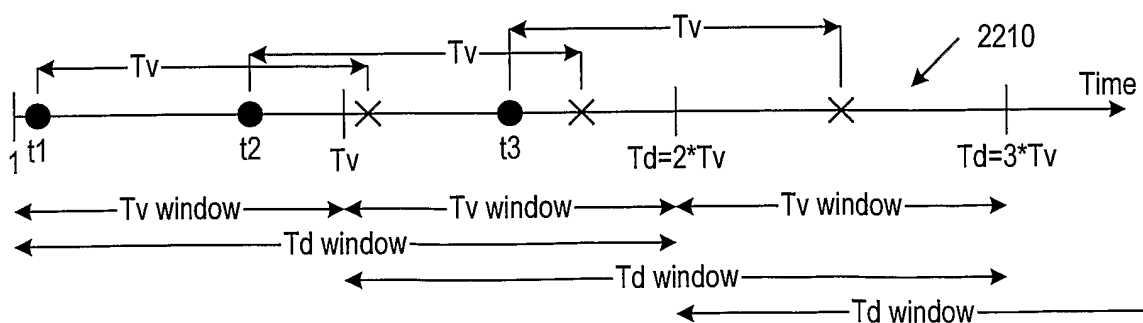 Tv
Tv
Tv
2210
Time
1
t1
t2
Tv
t3
Td=2*Tv
Td=3*Tv
Tv window
Tv window
Tv window
Td window
Td window
Td window